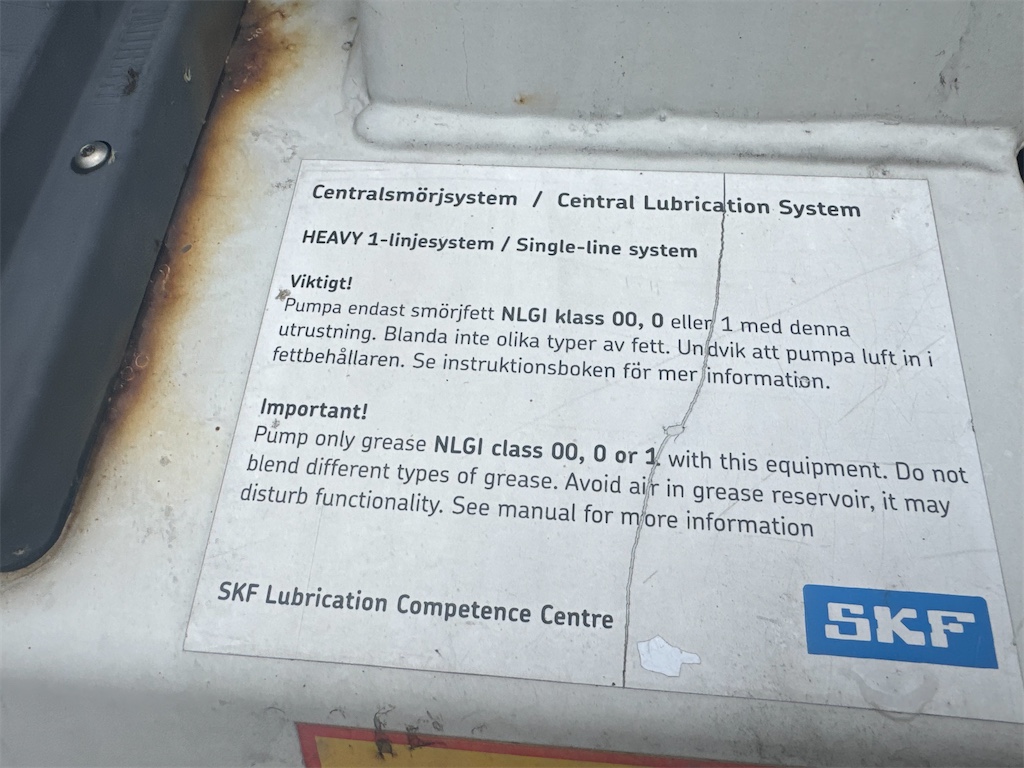 Centralsmörjsystem / Central Lubrication System
HEAVY 1-linjesystem / Single-line system
Viktigt!
Pumpa endast smörjfett NLGI klass 00, 0 eller 1 med denna
utrustning. Blanda inte olika typer av fett. Undvik att pumpa luft in i
fettbehållaren. Se instruktionsboken för mer information.
Important!
Pump only grease NLGI class 00, 0 or 1 with this equipment. Do not
blend different types of grease. Avoid air in grease reservoir, it may
disturb functionality. See manual for more information
SKF Lubrication Competence Centre
SKF